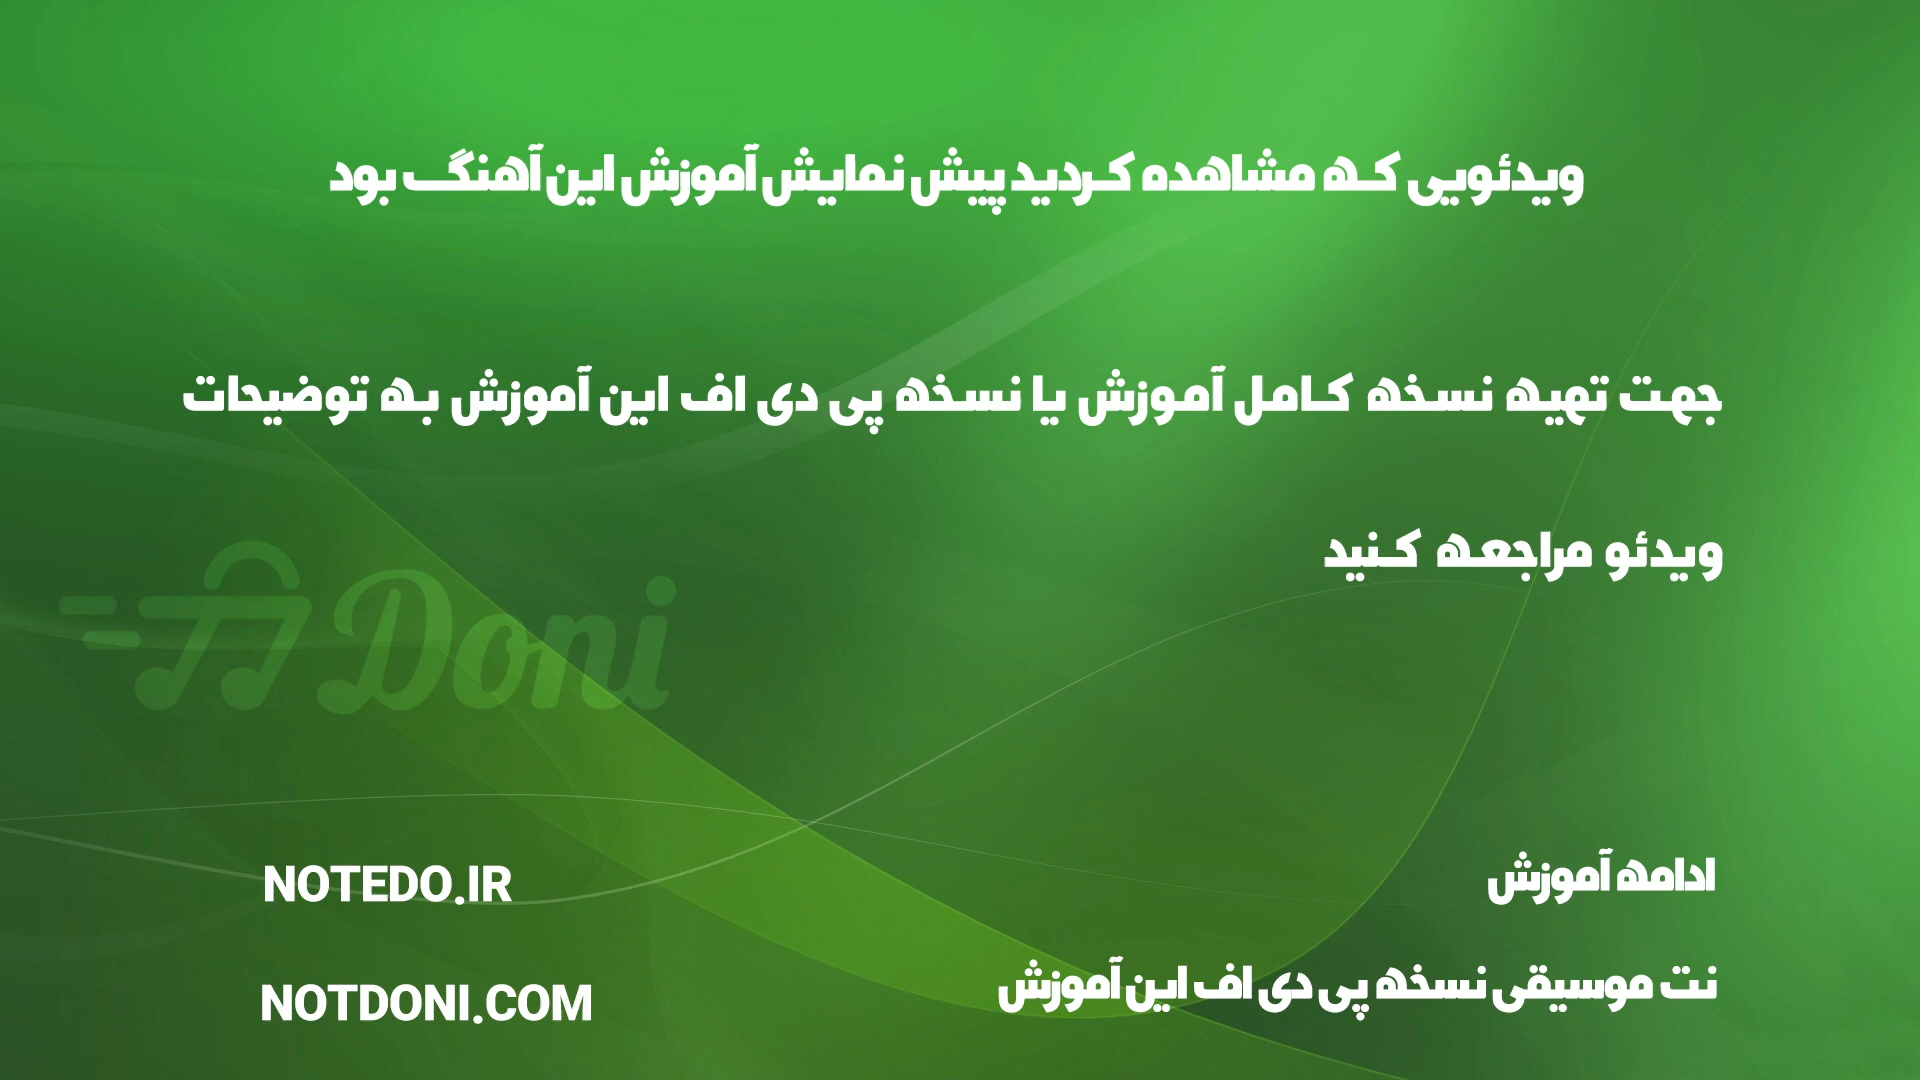 ویدئویی که مشاهده کردید پیش نمایش آموزش این آهنگ بود
جهت تهیه نسخه کامل آموزش یا نسخه پی دی اف این آموزش به توضیحات
ویدئو مراجعه کنید
Doni
ادامه آموزش
NOTEDO.IR
نت موسیقی نسخه پی دی اف این آموزش
NOTDONI.COM